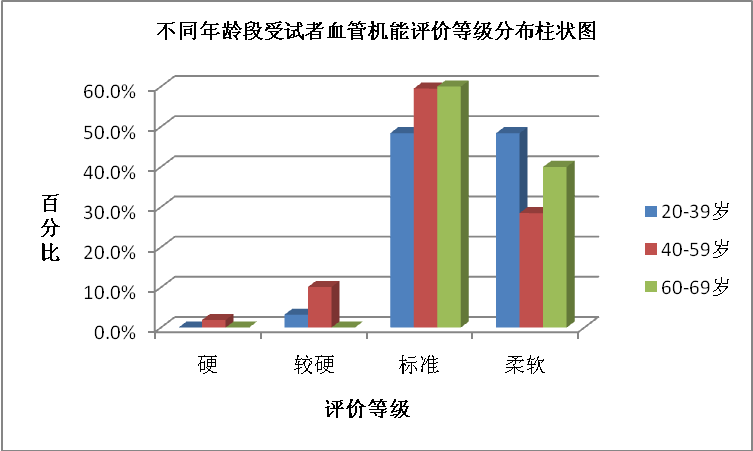 不同年龄段受试者血管机能评价等级分布柱状图
60.0%
50.0%
40.0%
30.0%
20.0%
10.0%
0.0%
百分比
硬 较硬 标准 柔软
评价等级
20-39岁
40-59岁
60-69岁